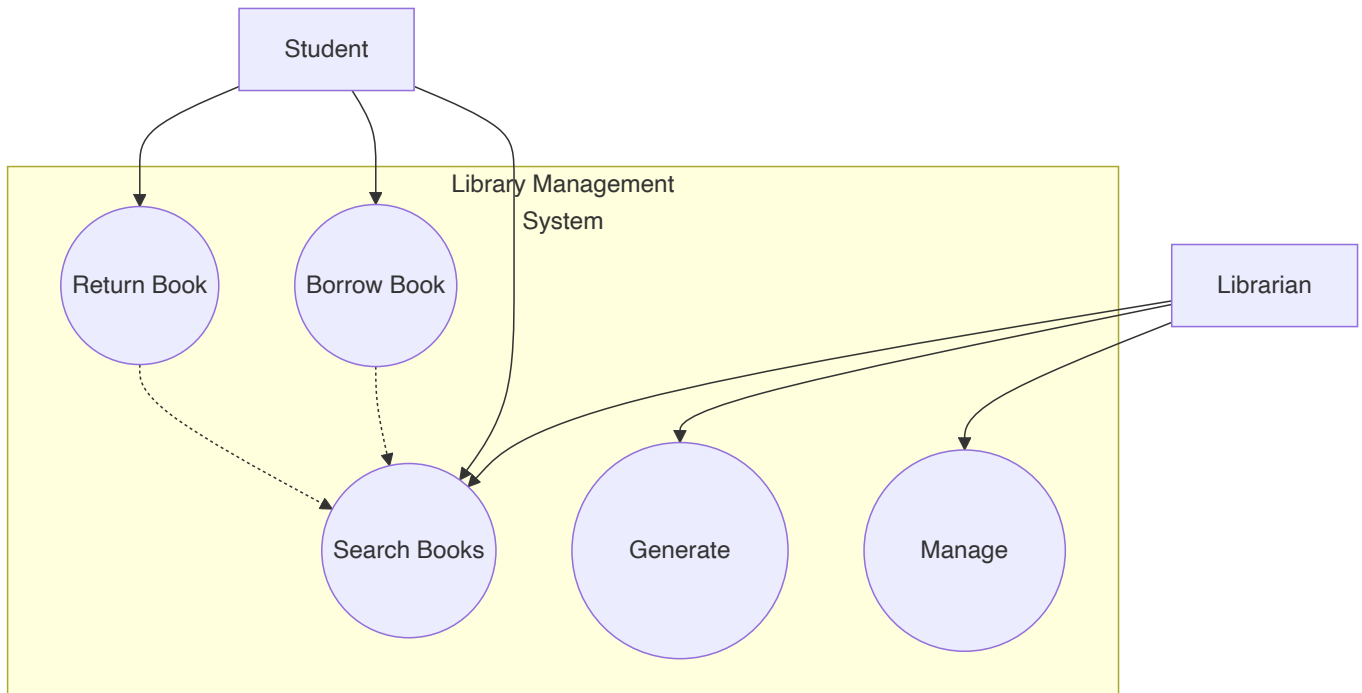 Student
Library Management
System
Return Book
Borrow Book
Librarian
Search Books
Generate
Manage